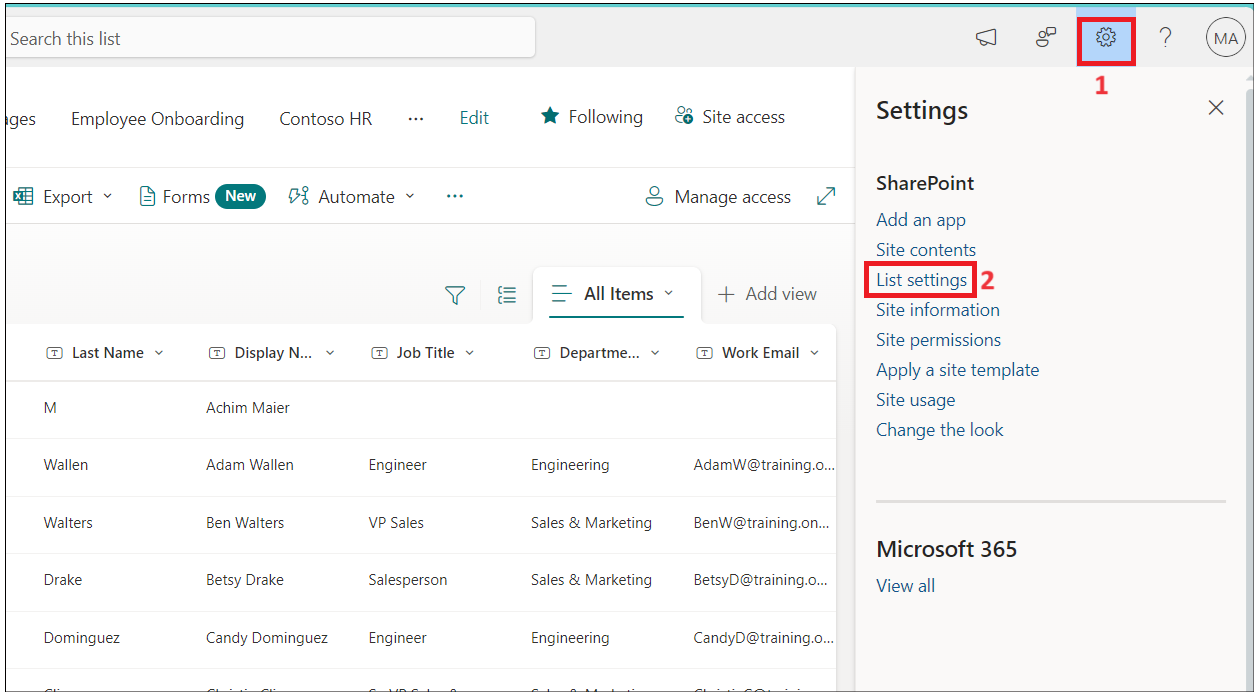 Search this list
MA
1
ages Employee Onboarding Contoso HR ... Edit Following Site access
Export Forms New Automate ... Manage access
All Items Add view
Last Name Display N... Job Title Departme... Work Email
M Achim Maier
Wallen Adam Wallen Engineer Engineering AdamW@training.o...
Walters Ben Walters VP Sales Sales & Marketing BenW@training.on...
Drake Betsy Drake Salesperson Sales & Marketing BetsyD@training.o...
Dominguez Candy Dominguez Engineer Engineering CandyD@training.o...
Settings
SharePoint
Add an app
Site contents
List settings 2
Site information
Site permissions
Apply a site template
Site usage
Change the look
Microsoft 365
View all